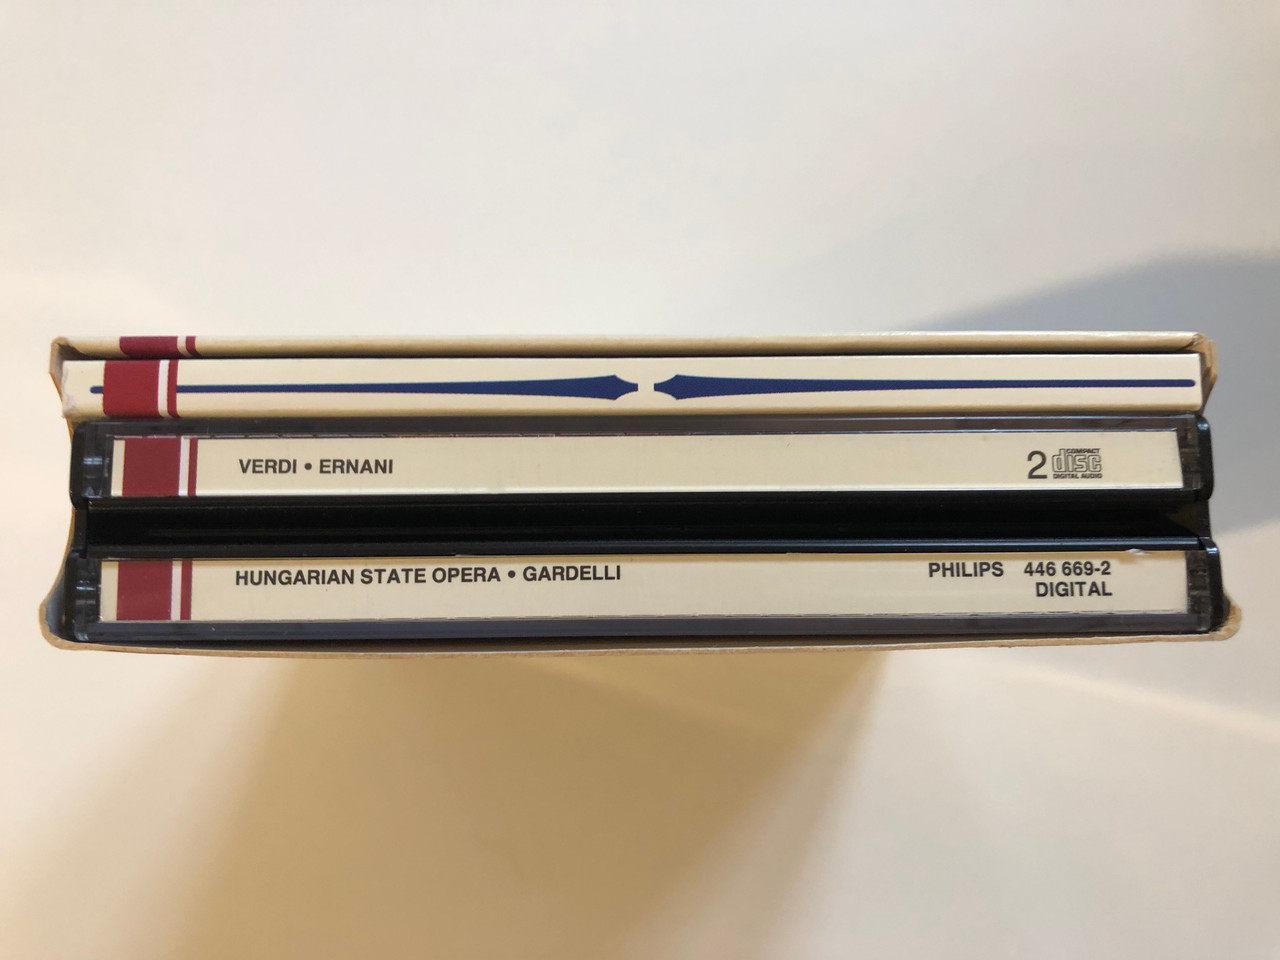 VERDI • ERNANI
2 COMPACT disc DIGITAL AUDIO
HUNGARIAN STATE OPERA • GARDELLI
PHILIPS 446 669-2
DIGITAL